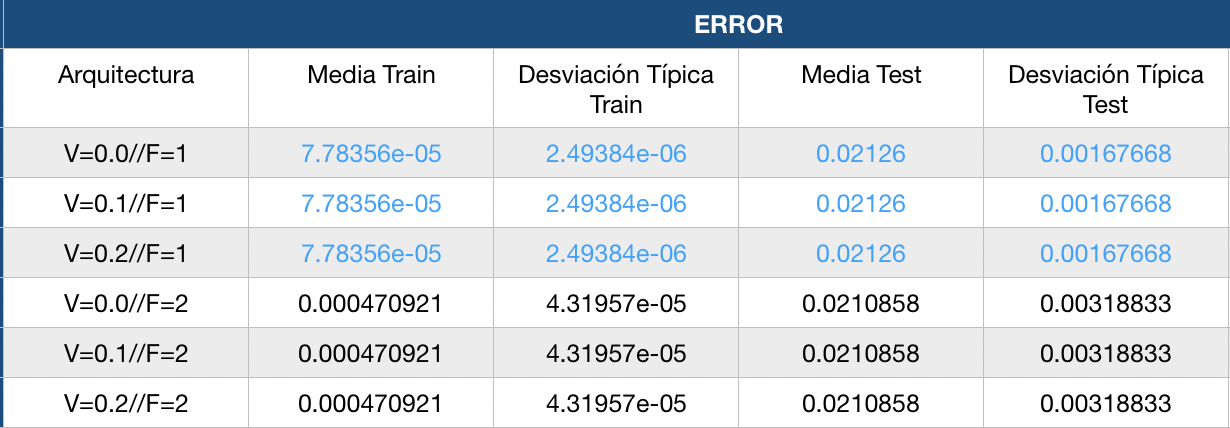 ERROR
Arquitectura Media Train Desviación Típica Train Media Test Desviación Típica Test
V=0.0//F=1 7.78356e-05 2.49384e-06 0.02126 0.00167668
V=0.1//F=1 7.78356e-05 2.49384e-06 0.02126 0.00167668
V=0.2//F=1 7.78356e-05 2.49384e-06 0.02126 0.00167668
V=0.0//F=2 0.000470921 4.31957e-05 0.0210858 0.00318833
V=0.1//F=2 0.000470921 4.31957e-05 0.0210858 0.00318833
V=0.2//F=2 0.000470921 4.31957e-05 0.0210858 0.00318833